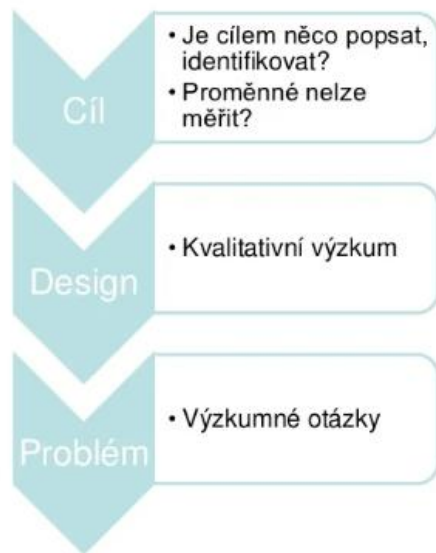 Cíl
• Je cílem něco popsat,
identifikovat?
• Proměnné nelze
měřit?
Design
• Kvalitativní výzkum
Problém
• Výzkumné otázky